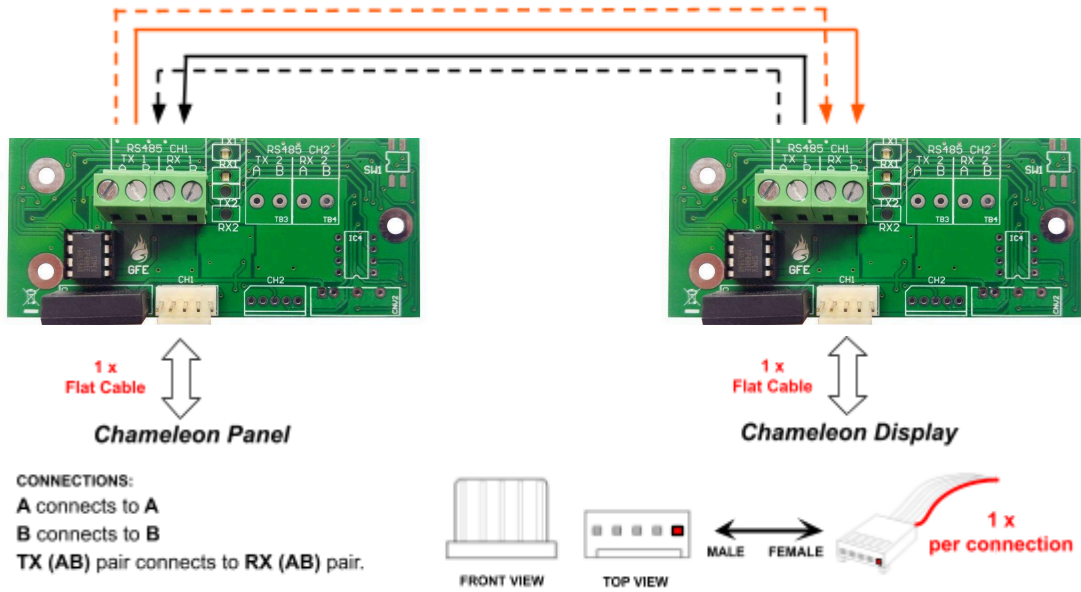 RS485 CH1
TX 1 RX 1
A B A B
TX1
RX1
TX2
RX2
RS485 CH2
TX 2 RX 2
A B A B
TB3
TB4
SW1
IC4
GFE
CH1
CH2
CNU2
RS485 CH1
TX 1 RX 1
A B A B
TX1
RX1
TX2
RX2
RS485 CH2
TX 2 RX 2
A B A B
TB3
TB4
SW1
IC4
GFE
CH1
CH2
CNU2
1 x
Flat Cable
Chameleon Panel
1 x
Flat Cable
Chameleon Display
CONNECTIONS:
A connects to A
B connects to B
TX (AB) pair connects to RX (AB) pair.
FRONT VIEW
TOP VIEW
MALE
FEMALE
1 x
per connection